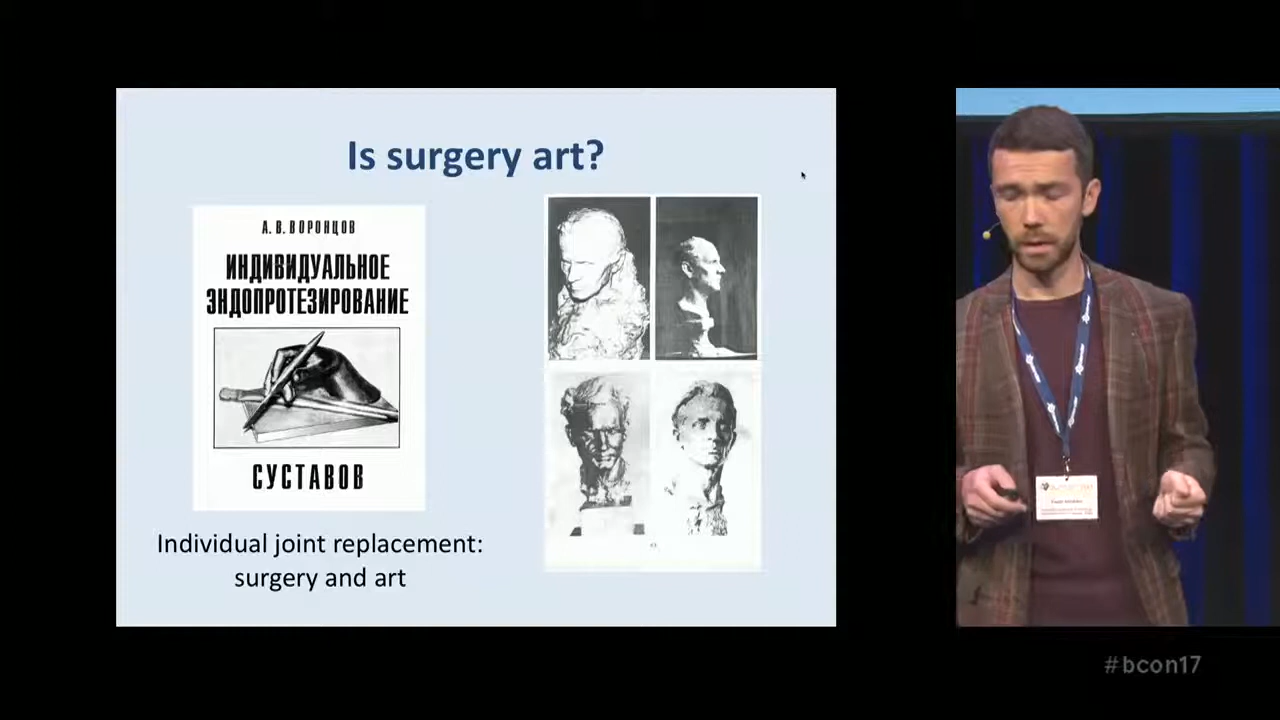 Is surgery art?
А. В. ВОРОНЦОВ
ИНДИВИДУАЛЬНОЕ
ЭНДОПРОТЕЗИРОВАНИЕ
СУСТАВОВ
Individual joint replacement:
surgery and art
#bcon17